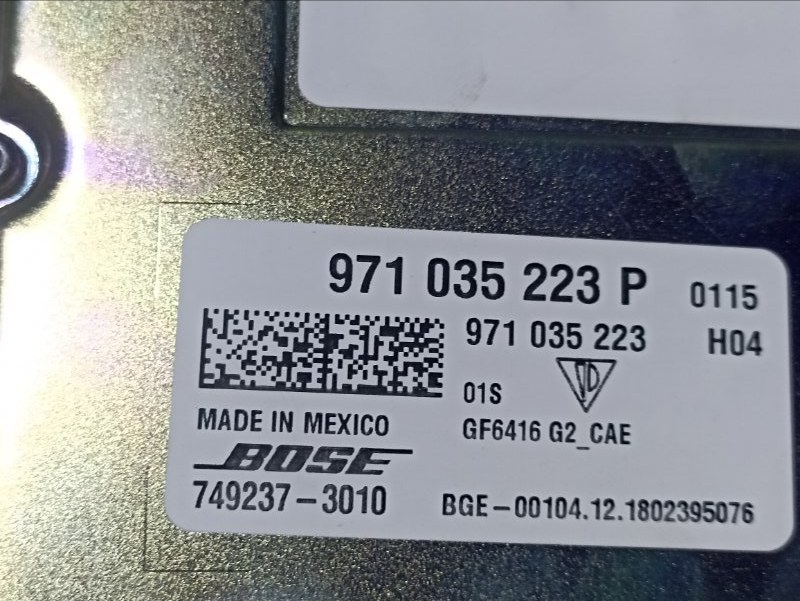 971 035 223 P 0115
971 035 223 H04
01S
MADE IN MEXICO GF6416 G2_CAE
BOSE
749237-3010 BGE-00104.12.1802395076